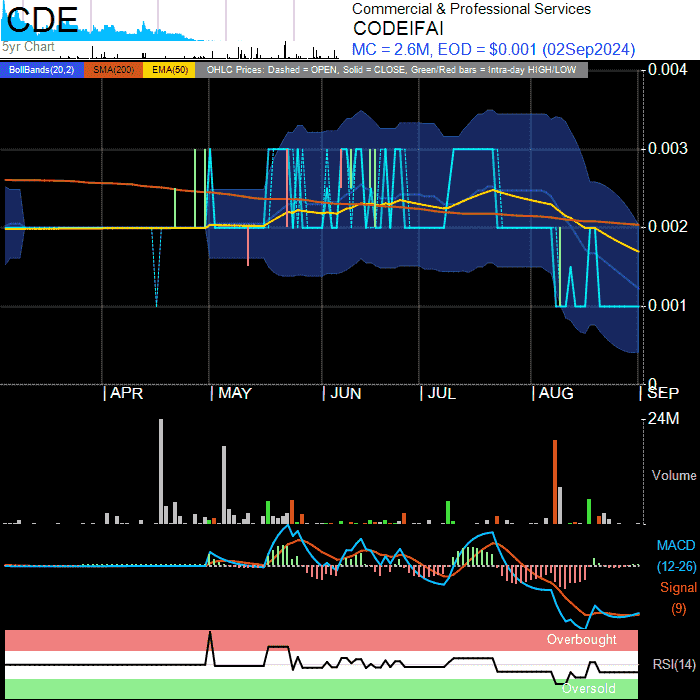 CDE
5yr Chart
Commercial & Professional Services
CODEIFAI
MC = 2.6M, EOD = $0.001 (02Sep2024)
BollBands(20,2) SMA(200) EMA(50) OHLC Prices: Dashed = OPEN, Solid = CLOSE, Green/Red bars = Intra-day HIGH/LOW
0.004
0.003
0.002
0.001
0
APR MAY JUN JUL AUG SEP
24M
Volume
MACD
(12-26)
Signal
(9)
Overbought
RSI(14)
Oversold